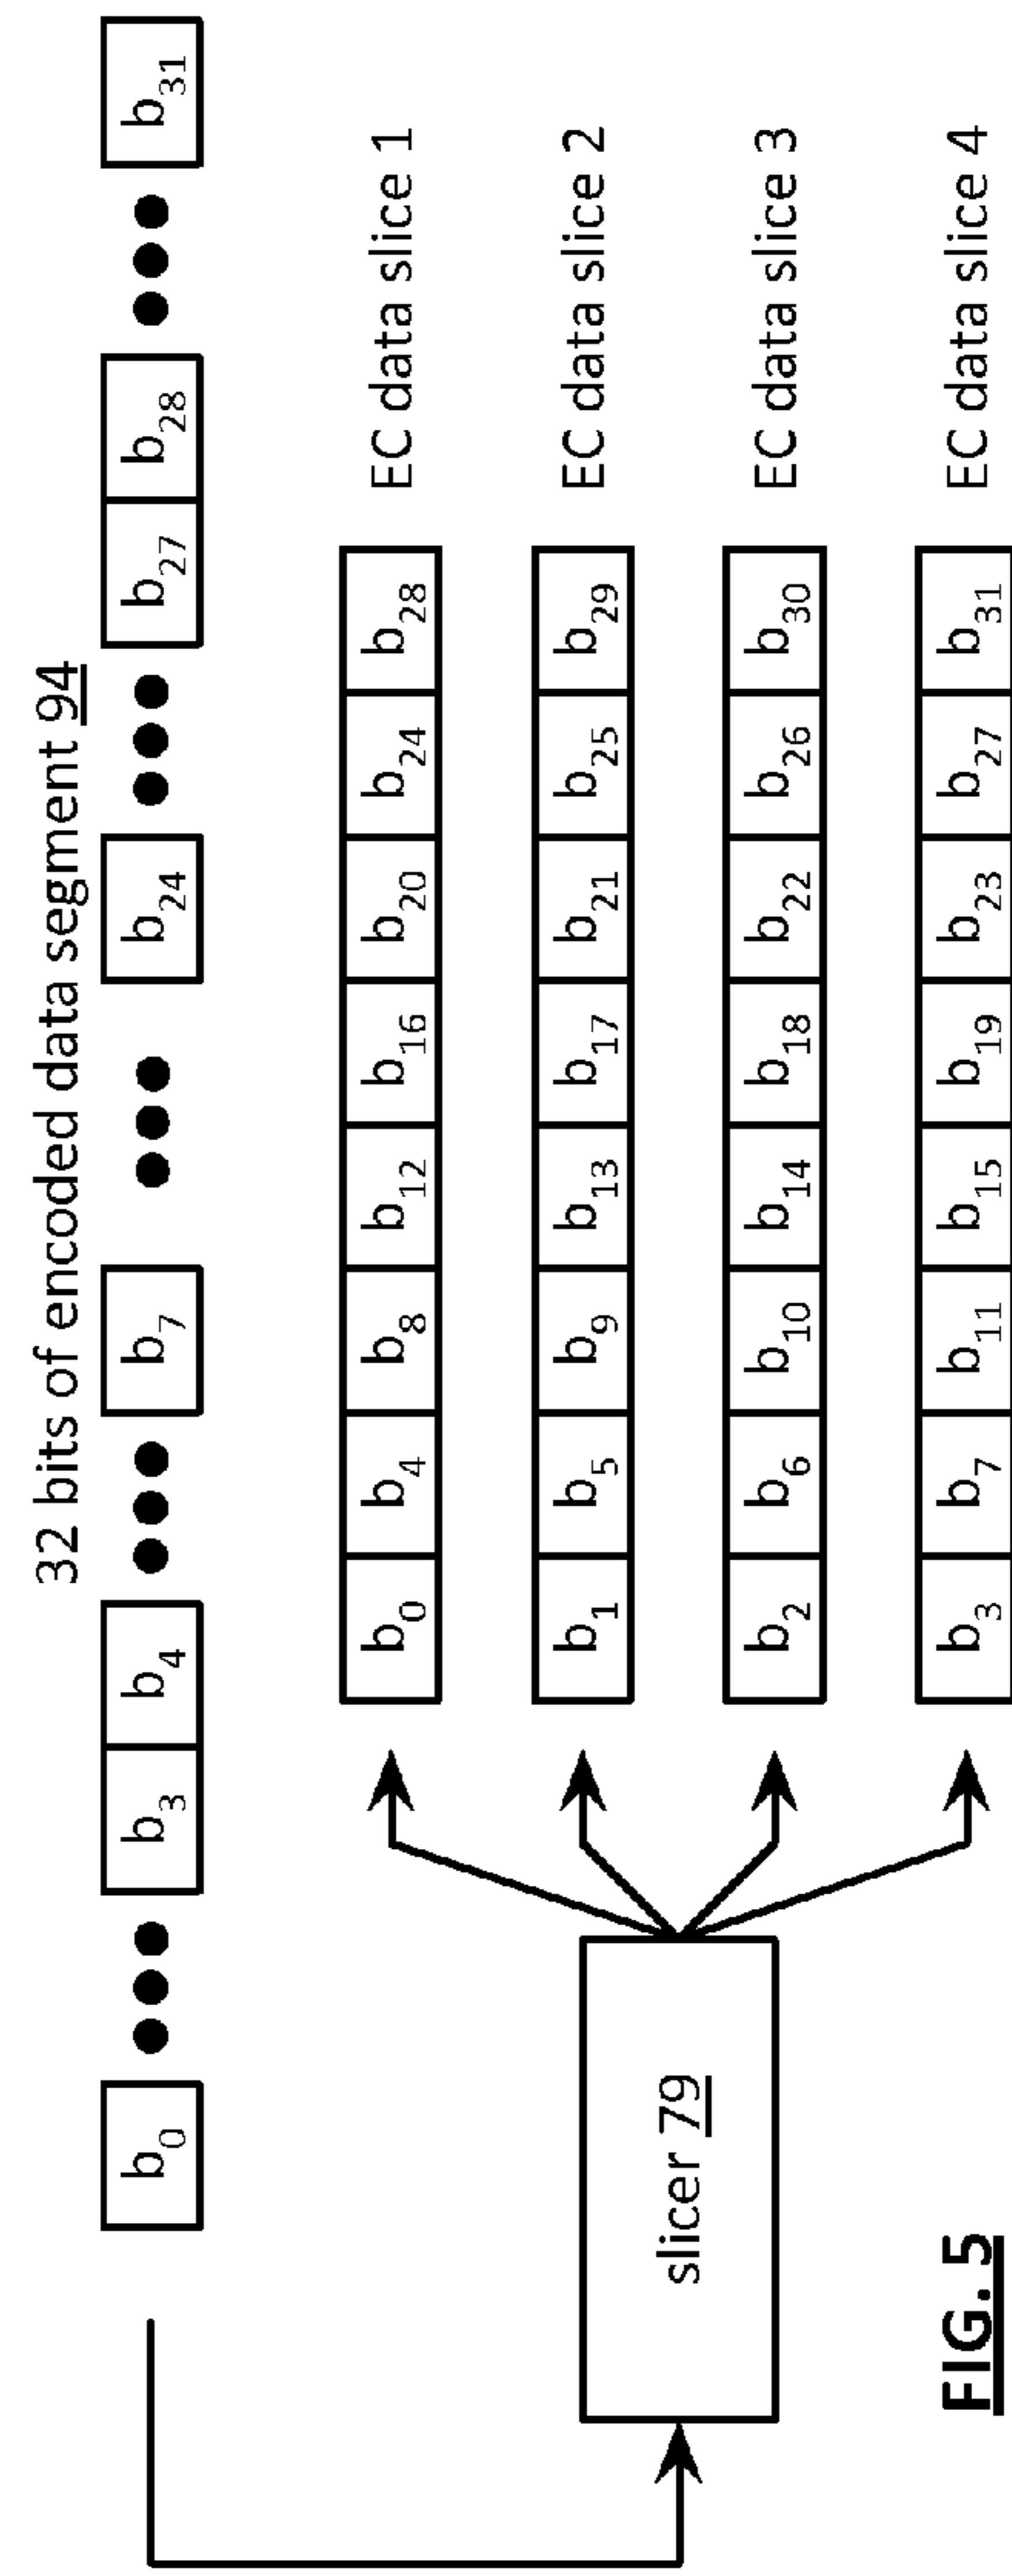 32 bits of encoded data segment 94
b0 ••• b3 b4 ••• b7 ••• b24 ••• b27 b28 ••• b31
b0 b4 b8 b12 b16 b20 b24 b28 EC data slice 1
b1 b5 b9 b13 b17 b21 b25 b29 EC data slice 2
slicer 79
b2 b6 b10 b14 b18 b22 b26 b30 EC data slice 3
b3 b7 b11 b15 b19 b23 b27 b31 EC data slice 4
FIG. 5